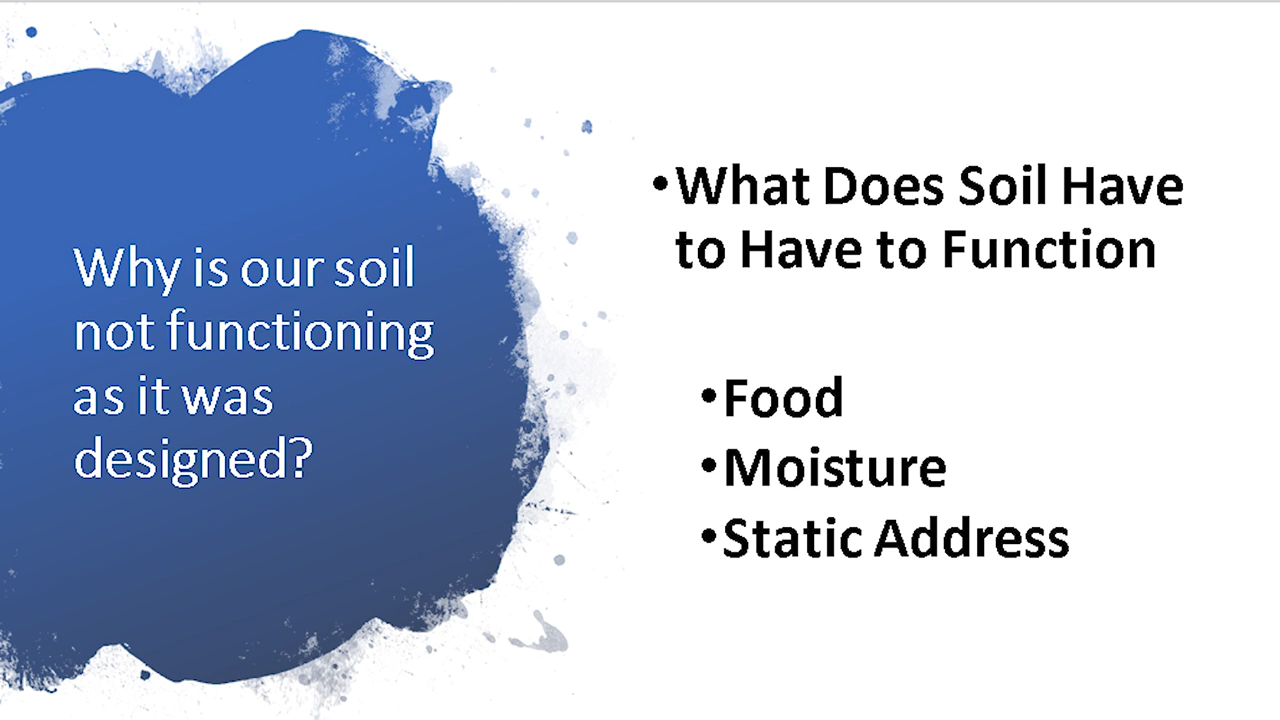 Why is our soil
not functioning
as it was
designed?
•What Does Soil Have
to Have to Function
•Food
•Moisture
•Static Address